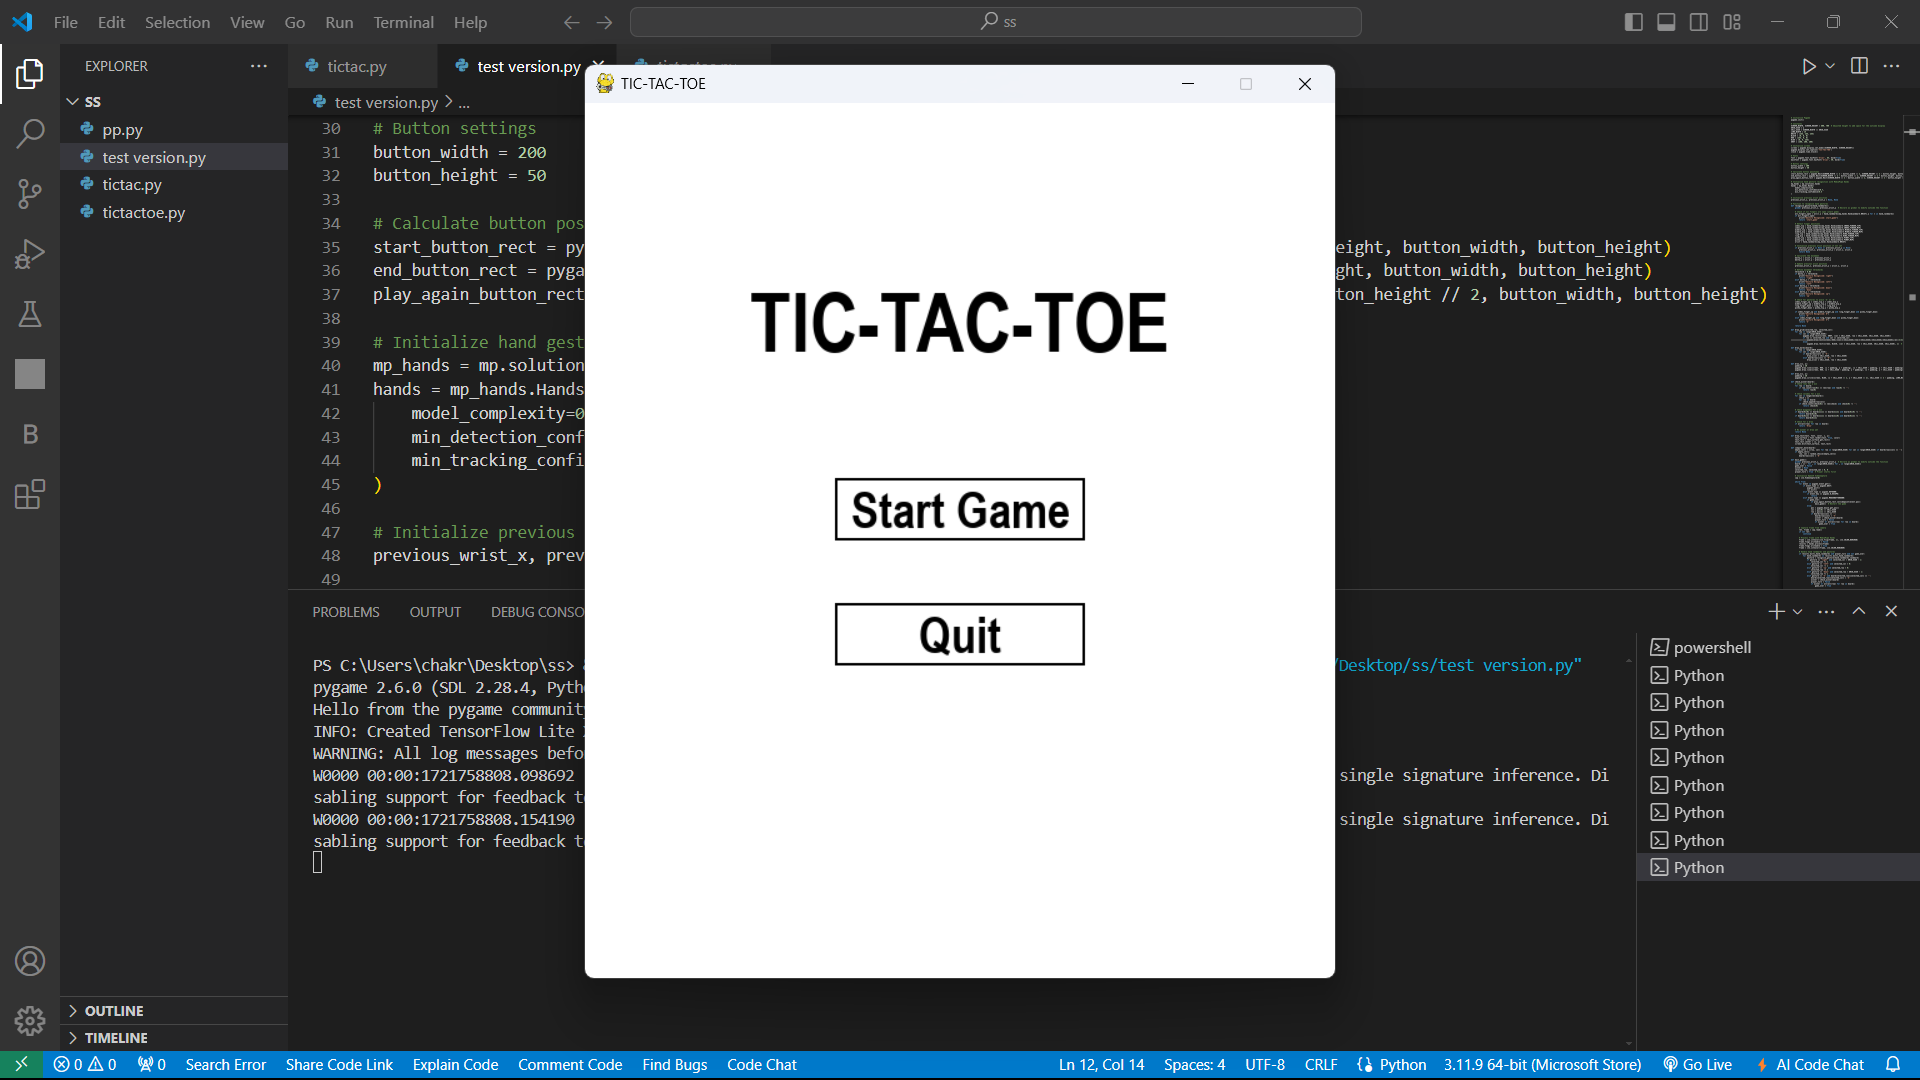 File Edit Selection View Go Run Terminal Help
ss
EXPLORER
SS
pp.py
test version.py
tictac.py
tictactoe.py
OUTLINE
TIMELINE
tictac.py
test version.py
test version.py > ...
30 # Button settings
31 button_width = 200
32 button_height = 50
33
34 # Calculate button pos
35 start_button_rect = py eight, button_width, button_height)
36 end_button_rect = pyga ght, button_width, button_height)
37 play_again_button_rect ton_height // 2, button_width, button_height)
38
39 # Initialize hand gest
40 mp_hands = mp.solution
41 hands = mp_hands.Hands
42 model_complexity=0
43 min_detection_conf
44 min_tracking_confi
45 )
46
47 # Initialize previous
48 previous_wrist_x, prev
49
TIC-TAC-TOE
TIC-TAC-TOE
Start Game
Quit
PROBLEMS OUTPUT DEBUG CONSO
PS C:\Users\chakr\Desktop\ss> /Desktop/ss/test version.py"
pygame 2.6.0 (SDL 2.28.4, Pyth
Hello from the pygame community
INFO: Created TensorFlow Lite
WARNING: All log messages befo
W0000 00:00:1721758808.098692 single signature inference. Di
sabling support for feedback t
W0000 00:00:1721758808.154190 single signature inference. Di
sabling support for feedback t
powershell
Python
Python
Python
Python
Python
Python
Python
Python
0 0 0 Search Error Share Code Link Explain Code Comment Code Find Bugs Code Chat Ln 12, Col 14 Spaces: 4 UTF-8 CRLF Python 3.11.9 64-bit (Microsoft Store) Go Live AI Code Chat